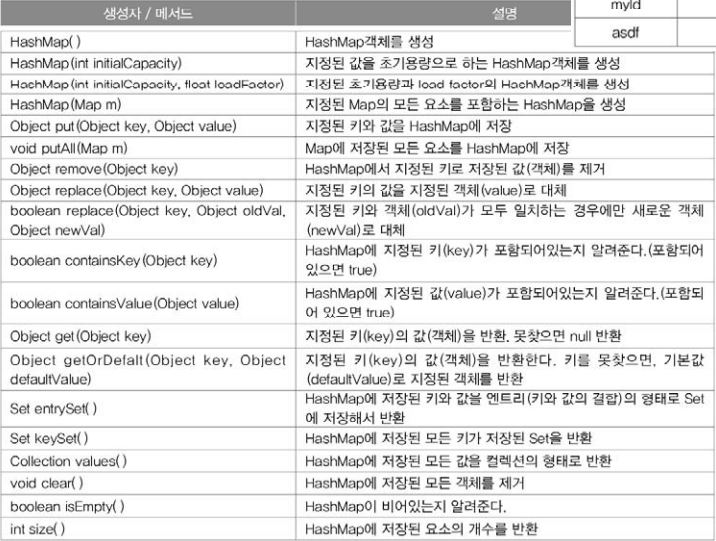 생성자 / 메서드 설명
myId
asdf
HashMap( ) HashMap객체를 생성
HashMap(int initialCapacity) 지정된 값을 초기용량으로 하는 HashMap객체를 생성
HashMap(int initialCapacity, float loadFactor) 지정된 초기용량과 load factor의 HashMap객체를 생성
HashMap(Map m) 지정된 Map의 모든 요소를 포함하는 HashMap을 생성
Object put(Object key, Object value) 지정된 키와 값을 HashMap에 저장
void putAll(Map m) Map에 저장된 모든 요소를 HashMap에 저장
Object remove(Object key) HashMap에서 지정된 키로 저장된 값(객체)를 제거
Object replace(Object key, Object value) 지정된 키의 값을 지정된 객체(value)로 대체
boolean replace(Object key, Object oldVal, 지정된 키와 객체(oldVal)가 모두 일치하는 경우에만 새로운 객체
Object newVal) (newVal)로 대체
boolean containsKey(Object key) HashMap에 지정된 키(key)가 포함되어있는지 알려준다.(포함되어
있으면 true)
boolean containsValue(Object value) HashMap에 지정된 값(value)가 포함되어있는지 알려준다.(포함되
어 있으면 true)
Object get(Object key) 지정된 키(key)의 값(객체)을 반환. 못찾으면 null 반환
Object getOrDefalt(Object key, Object 지정된 키(key)의 값(객체)을 반환한다. 키를 못찾으면, 기본값
defaultValue) (defaultValue)로 지정된 객체를 반환
Set entrySet( ) HashMap에 저장된 키와 값을 엔트리(키와 값의 결합)의 형태로 Set
에 저장해서 반환
Set keySet( ) HashMap에 저장된 모든 키가 저장된 Set을 반환
Collection values( ) HashMap에 저장된 모든 값을 컬렉션의 형태로 반환
void clear( ) HashMap에 저장된 모든 객체를 제거
boolean isEmpty( ) HashMap이 비어있는지 알려준다.
int size( ) HashMap에 저장된 요소의 개수를 반환